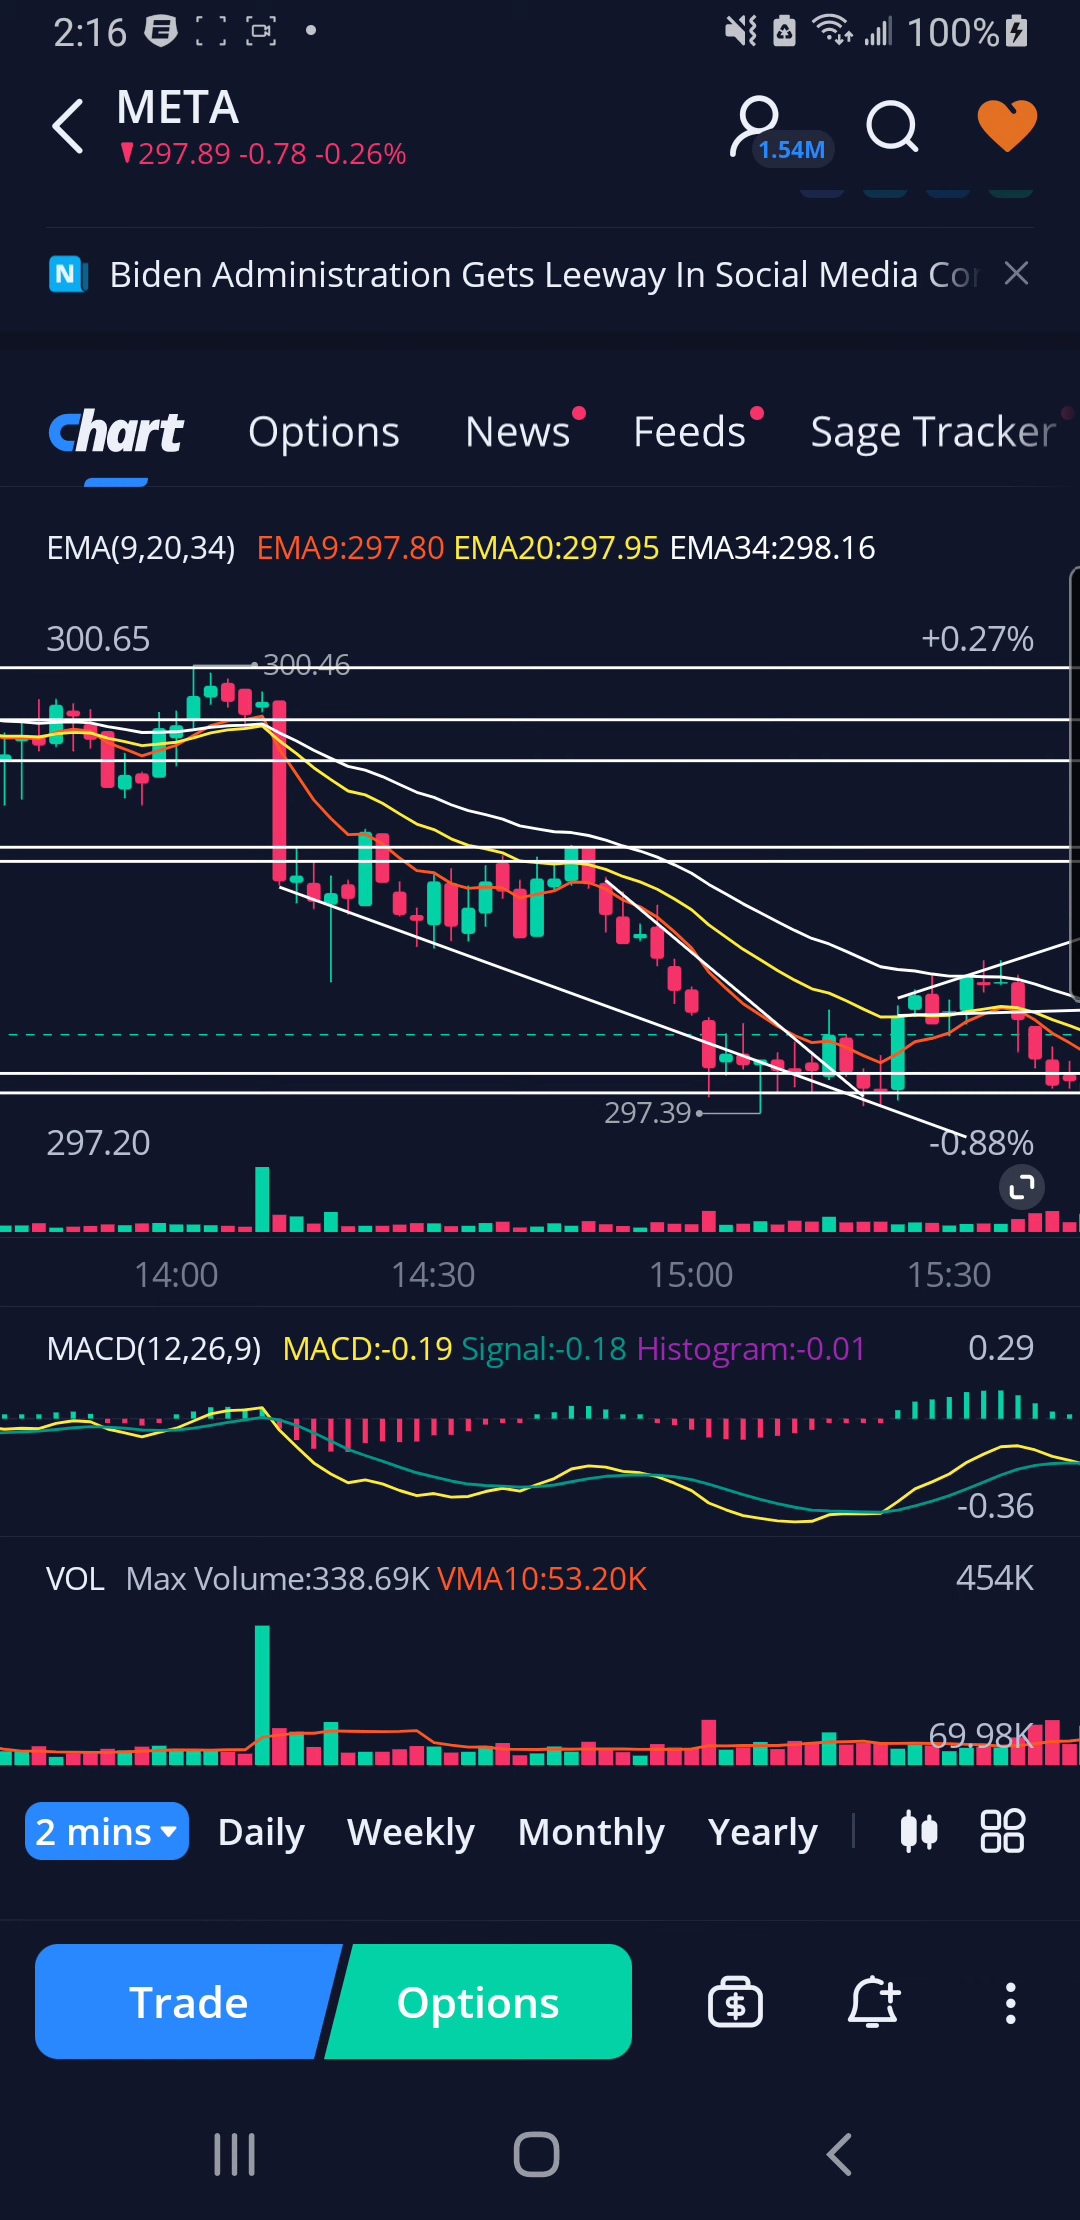 2:16 100%
META
297.89 -0.78 -0.26%
1.54M
N Biden Administration Gets Leeway In Social Media
Chart Options News Feeds Sage Tracker
EMA(9,20,34) EMA9:297.80 EMA20:297.95 EMA34:298.16
300.65 +0.27%
300.46
297.39
297.20 -0.88%
14:00 14:30 15:00 15:30
MACD(12,26,9) MACD:-0.19 Signal:-0.18 Histogram:-0.01 0.29
-0.36
VOL Max Volume:338.69K VMA10:53.20K 454K
69.98K
2 mins Daily Weekly Monthly Yearly
Trade Options